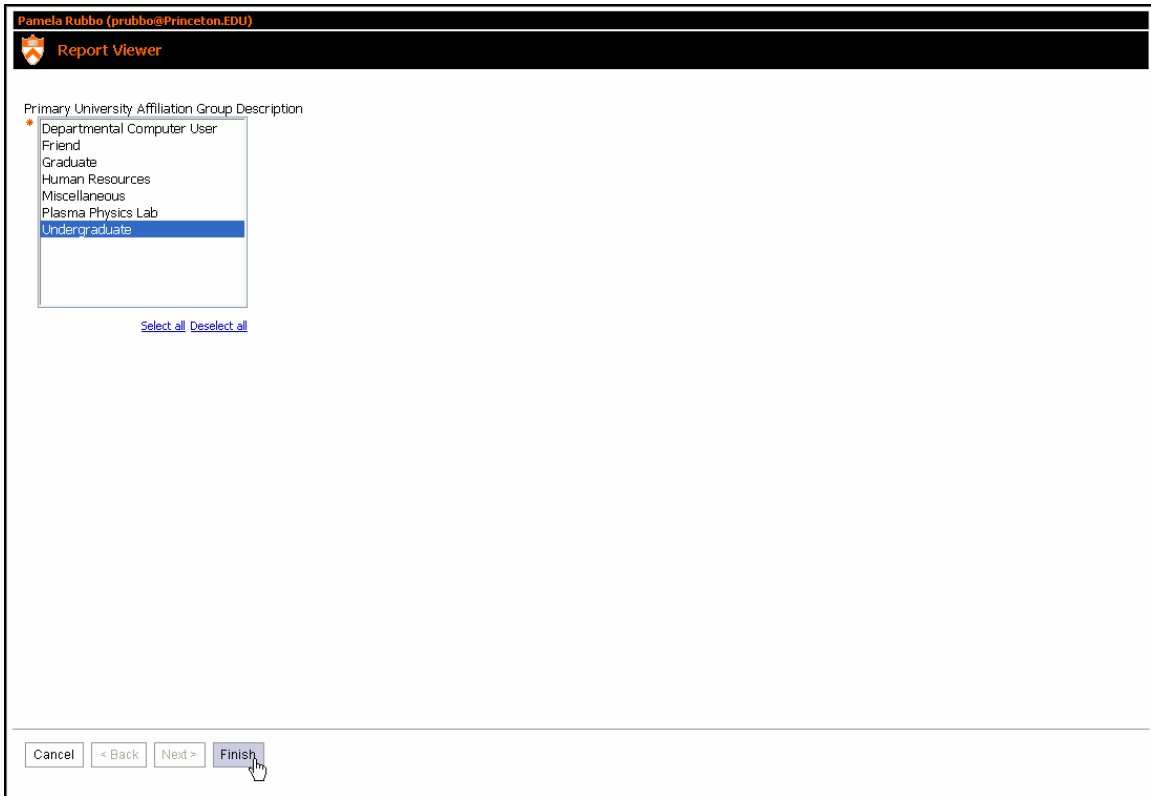 Pamela Rubbo (prubbo@Princeton.EDU)
Report Viewer
Primary University Affiliation Group Description
*
Departmental Computer User
Friend
Graduate
Human Resources
Miscellaneous
Plasma Physics Lab
Undergraduate
Select all Deselect all
Cancel < Back Next > Finish